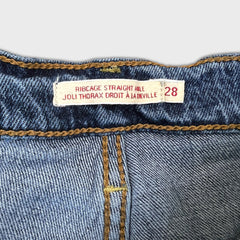 RIBCAGE STRAIGHT ANKLE
JOLI THORAX DROIT À LA CHEVILLE
28